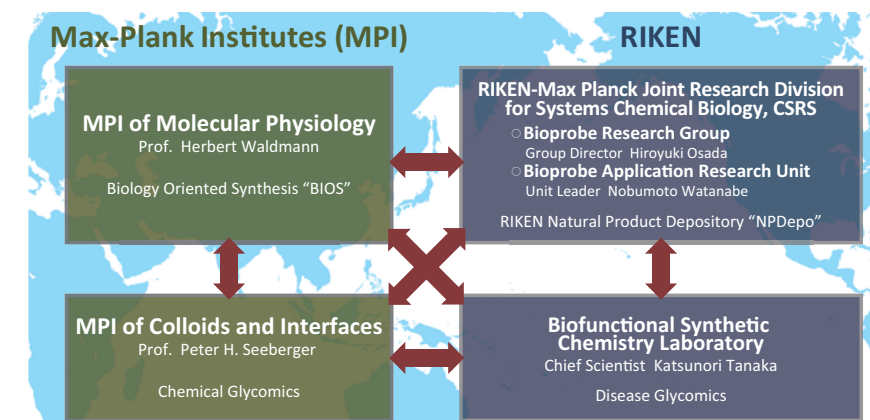 Max-Plank Institutes (MPI)
RIKEN
MPI of Molecular Physiology
Prof. Herbert Waldmann
Biology Oriented Synthesis “BIOS”
RIKEN-Max Planck Joint Research Division
for Systems Chemical Biology, CSRS
○Bioprobe Research Group
Group Director Hiroyuki Osada
○Bioprobe Application Research Unit
Unit Leader Nobumoto Watanabe
RIKEN Natural Product Depository “NPDepo”
MPI of Colloids and Interfaces
Prof. Peter H. Seeberger
Chemical Glycomics
Biofunctional Synthetic
Chemistry Laboratory
Chief Scientist Katsunori Tanaka
Disease Glycomics